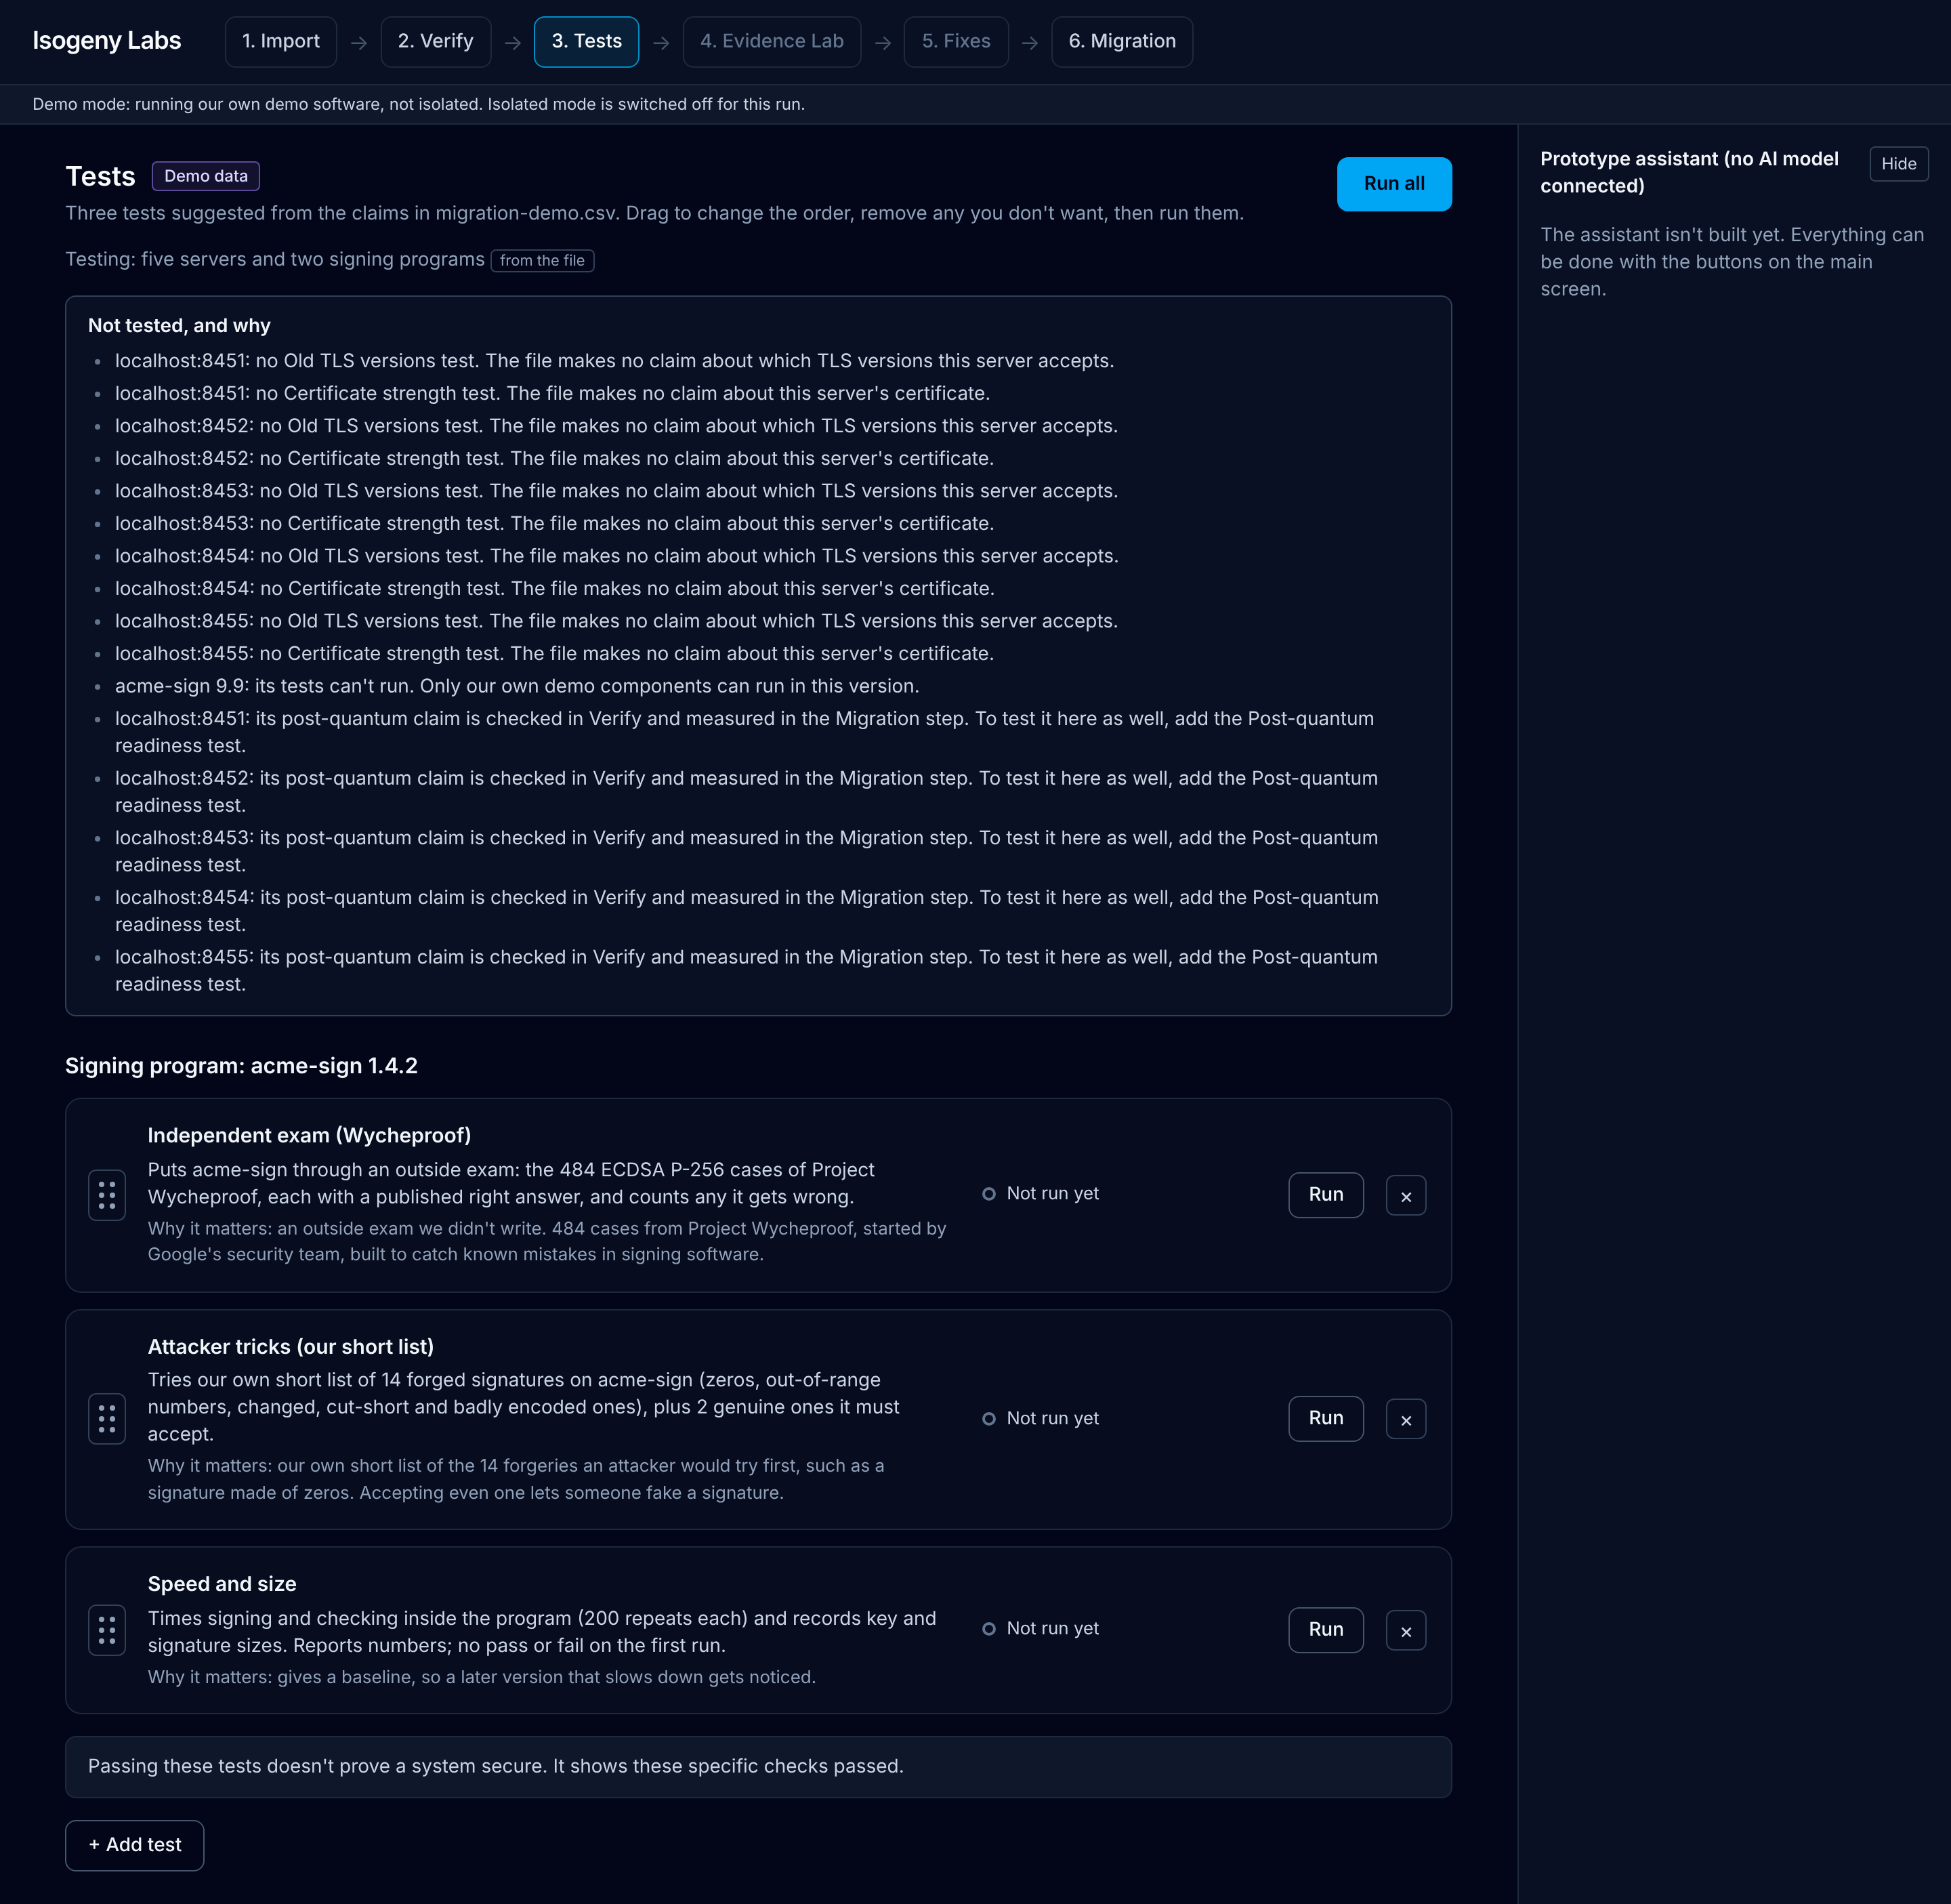 Isogeny Labs
1. Import
2. Verify
3. Tests
4. Evidence Lab
5. Fixes
6. Migration
Demo mode: running our own demo software, not isolated. Isolated mode is switched off for this run.
Tests
Demo data
Run all
Three tests suggested from the claims in migration-demo.csv. Drag to change the order, remove any you don't want, then run them.
Testing: five servers and two signing programs from the file
Not tested, and why
localhost:8451: no Old TLS versions test. The file makes no claim about which TLS versions this server accepts.
localhost:8451: no Certificate strength test. The file makes no claim about this server's certificate.
localhost:8452: no Old TLS versions test. The file makes no claim about which TLS versions this server accepts.
localhost:8452: no Certificate strength test. The file makes no claim about this server's certificate.
localhost:8453: no Old TLS versions test. The file makes no claim about which TLS versions this server accepts.
localhost:8453: no Certificate strength test. The file makes no claim about this server's certificate.
localhost:8454: no Old TLS versions test. The file makes no claim about which TLS versions this server accepts.
localhost:8454: no Certificate strength test. The file makes no claim about this server's certificate.
localhost:8455: no Old TLS versions test. The file makes no claim about which TLS versions this server accepts.
localhost:8455: no Certificate strength test. The file makes no claim about this server's certificate.
acme-sign 9.9: its tests can't run. Only our own demo components can run in this version.
localhost:8451: its post-quantum claim is checked in Verify and measured in the Migration step. To test it here as well, add the Post-quantum
readiness test.
localhost:8452: its post-quantum claim is checked in Verify and measured in the Migration step. To test it here as well, add the Post-quantum
readiness test.
localhost:8453: its post-quantum claim is checked in Verify and measured in the Migration step. To test it here as well, add the Post-quantum
readiness test.
localhost:8454: its post-quantum claim is checked in Verify and measured in the Migration step. To test it here as well, add the Post-quantum
readiness test.
localhost:8455: its post-quantum claim is checked in Verify and measured in the Migration step. To test it here as well, add the Post-quantum
readiness test.
Signing program: acme-sign 1.4.2
Independent exam (Wycheproof)
Puts acme-sign through an outside exam: the 484 ECDSA P-256 cases of Project
Wycheproof, each with a published right answer, and counts any it gets wrong.
Why it matters: an outside exam we didn't write. 484 cases from Project Wycheproof, started by
Google's security team, built to catch known mistakes in signing software.
Not run yet
Run
×
Attacker tricks (our short list)
Tries our own short list of 14 forged signatures on acme-sign (zeros, out-of-range
numbers, changed, cut-short and badly encoded ones), plus 2 genuine ones it must
accept.
Why it matters: our own short list of the 14 forgeries an attacker would try first, such as a
signature made of zeros. Accepting even one lets someone fake a signature.
Not run yet
Run
×
Speed and size
Times signing and checking inside the program (200 repeats each) and records key and
signature sizes. Reports numbers; no pass or fail on the first run.
Why it matters: gives a baseline, so a later version that slows down gets noticed.
Not run yet
Run
×
Passing these tests doesn't prove a system secure. It shows these specific checks passed.
+ Add test
Prototype assistant (no AI model
connected)
Hide
The assistant isn't built yet. Everything can
be done with the buttons on the main
screen.